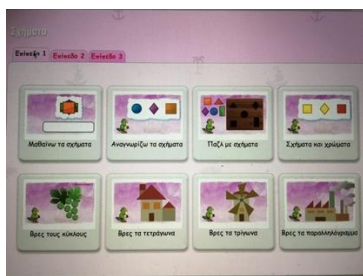 Σχήματα
Επίπεδο 1 Επίπεδο 2 Επίπεδο 3
Μαθαίνω τα σχήματα
Αναγνωρίζω τα σχήματα
Παζλ με σχήματα
Σχήματα και χρώματα
Βρες τους κύκλους
Βρες τα τετράγωνα
Βρες τα τρίγωνα
Βρες τα παραλληλόγραμμα